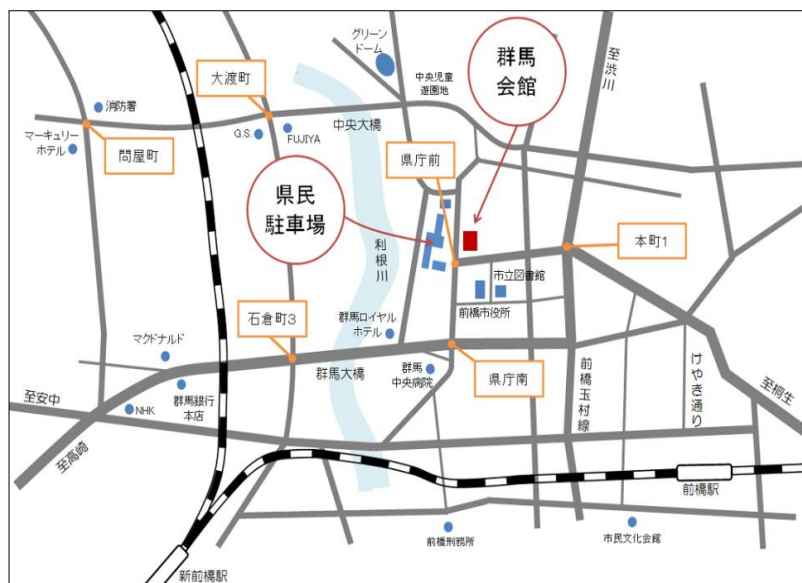 グリーン
ドーム
群馬
会館
至渋川
大渡町
中央児童
遊園地
消防署
マーキュリー
ホテル
問屋町
G.S.
FUJIYA
中央大橋
県庁前
県民
駐車場
利根川
本町1
市立図書館
前橋市役所
石倉町3
群馬ロイヤル
ホテル
マクドナルド
群馬大橋
群馬
中央病院
県庁南
前橋玉村線
けやき通り
至桐生
至安中
NHK
群馬銀行
本店
至高崎
前橋駅
前橋刑務所
市民文化会館
新前橋駅